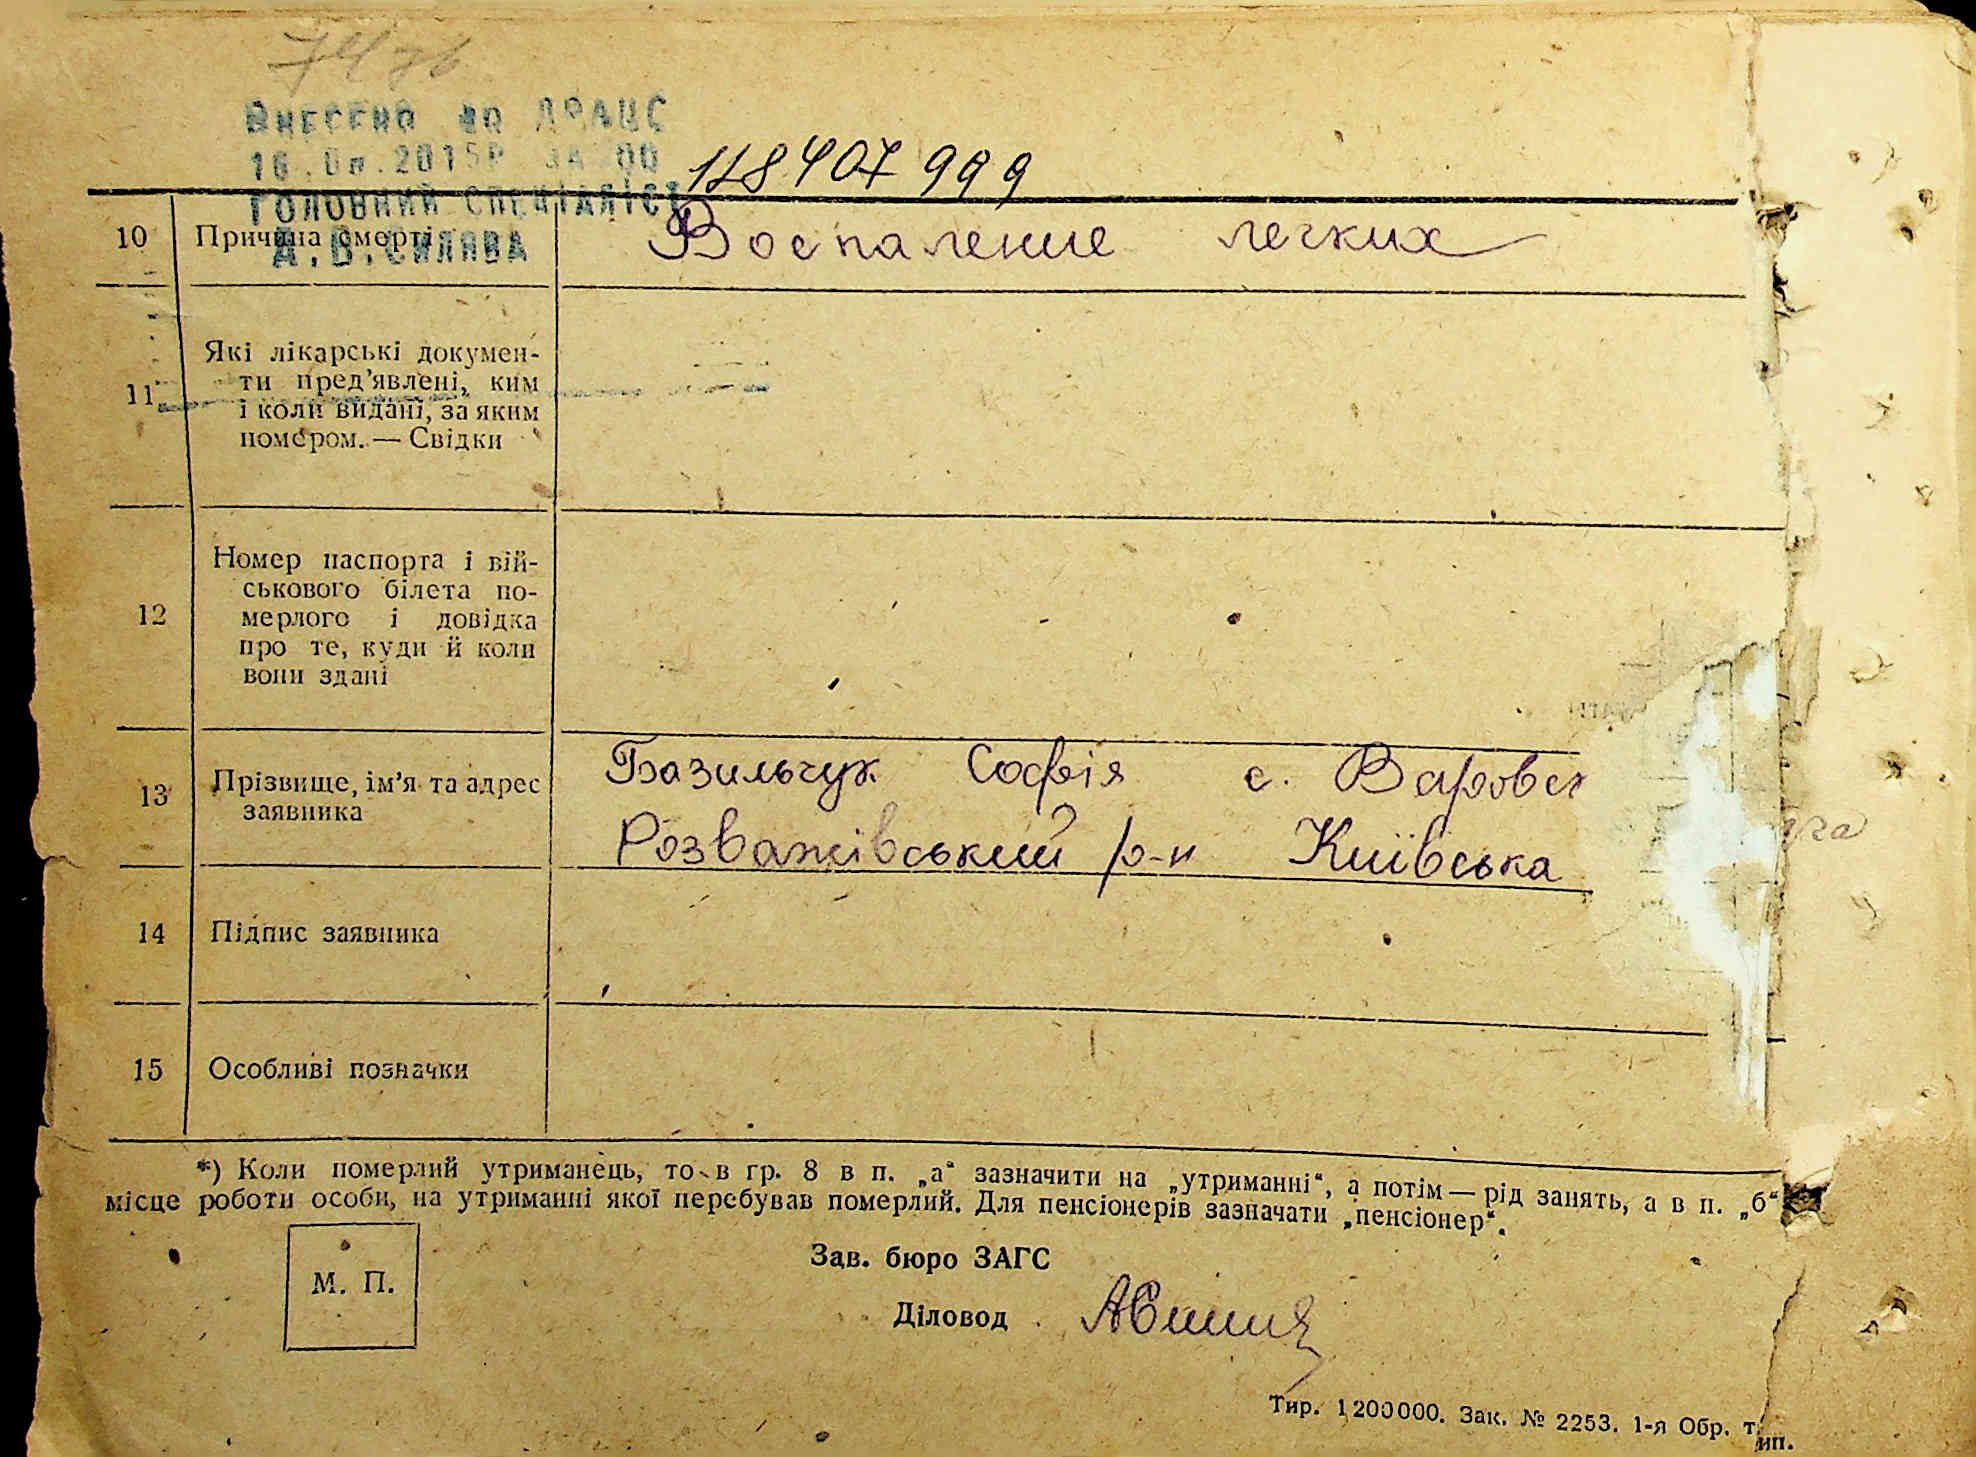 ВНЕСЕНО до ДРАЦС
16.
2015Р ЗА 00 118407999
ГОЛОВНИЙ СПЕЦІАЛІСТ
10 Причина смерті Воспаление легких
11 Які лікарські докумен-
ти пред’явлені, ким
і коли видані, за яким
номером. — Свідки
12 Номер паспорта і вій-
ськового білета по-
мерлого і довідка
про те, куди й коли
вони здані
13 Прізвище, ім’я та адрес
заявника
Базильчук Софія с. Варовск
Розважівський р-н Київська
14 Підпис заявника
15 Особливі позначки
*) Коли померлий утриманець, то в гр. 8 в п. „а“ зазначити на „утриманні“, а потім — рід занять, а в п. „б“
місце роботи особи, на утриманні якої перебував померлий. Для пенсіонерів зазначати „пенсіонер“.
М. П.
Зав. бюро ЗАГС
Діловод
Тир. 1200000. Зак. № 2253. 1-я Обр. тип.